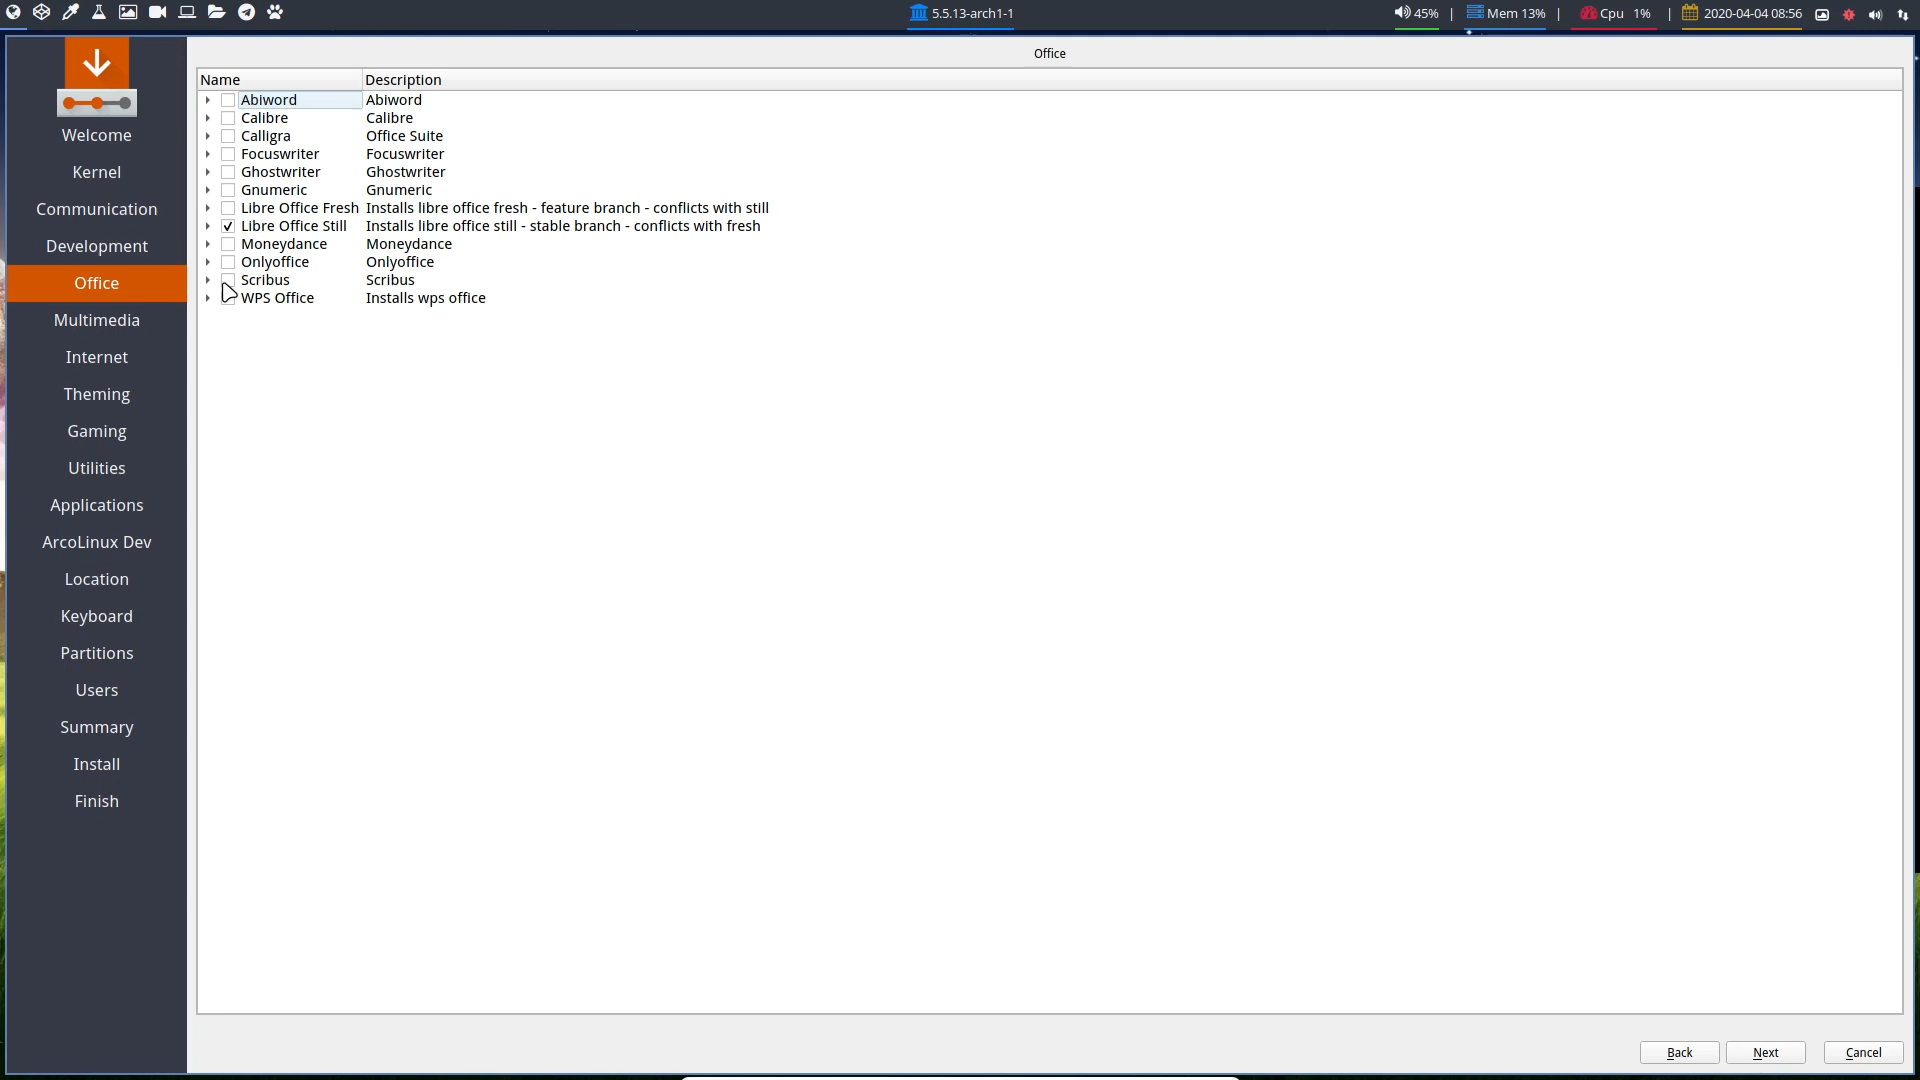 5.5.13-arch1-1
45% | Mem 13% | Cpu 1% | 2020-04-04 08:56
Office
Name Description
Abiword Abiword
Calibre Calibre
Calligra Office Suite
Focuswriter Focuswriter
Ghostwriter Ghostwriter
Gnumeric Gnumeric
Libre Office Fresh Installs libre office fresh - feature branch - conflicts with still
Libre Office Still Installs libre office still - stable branch - conflicts with fresh
Moneydance Moneydance
Onlyoffice Onlyoffice
Scribus Scribus
WPS Office Installs wps office
Welcome
Kernel
Communication
Development
Office
Multimedia
Internet
Theming
Gaming
Utilities
Applications
ArcoLinux Dev
Location
Keyboard
Partitions
Users
Summary
Install
Finish
Back Next Cancel